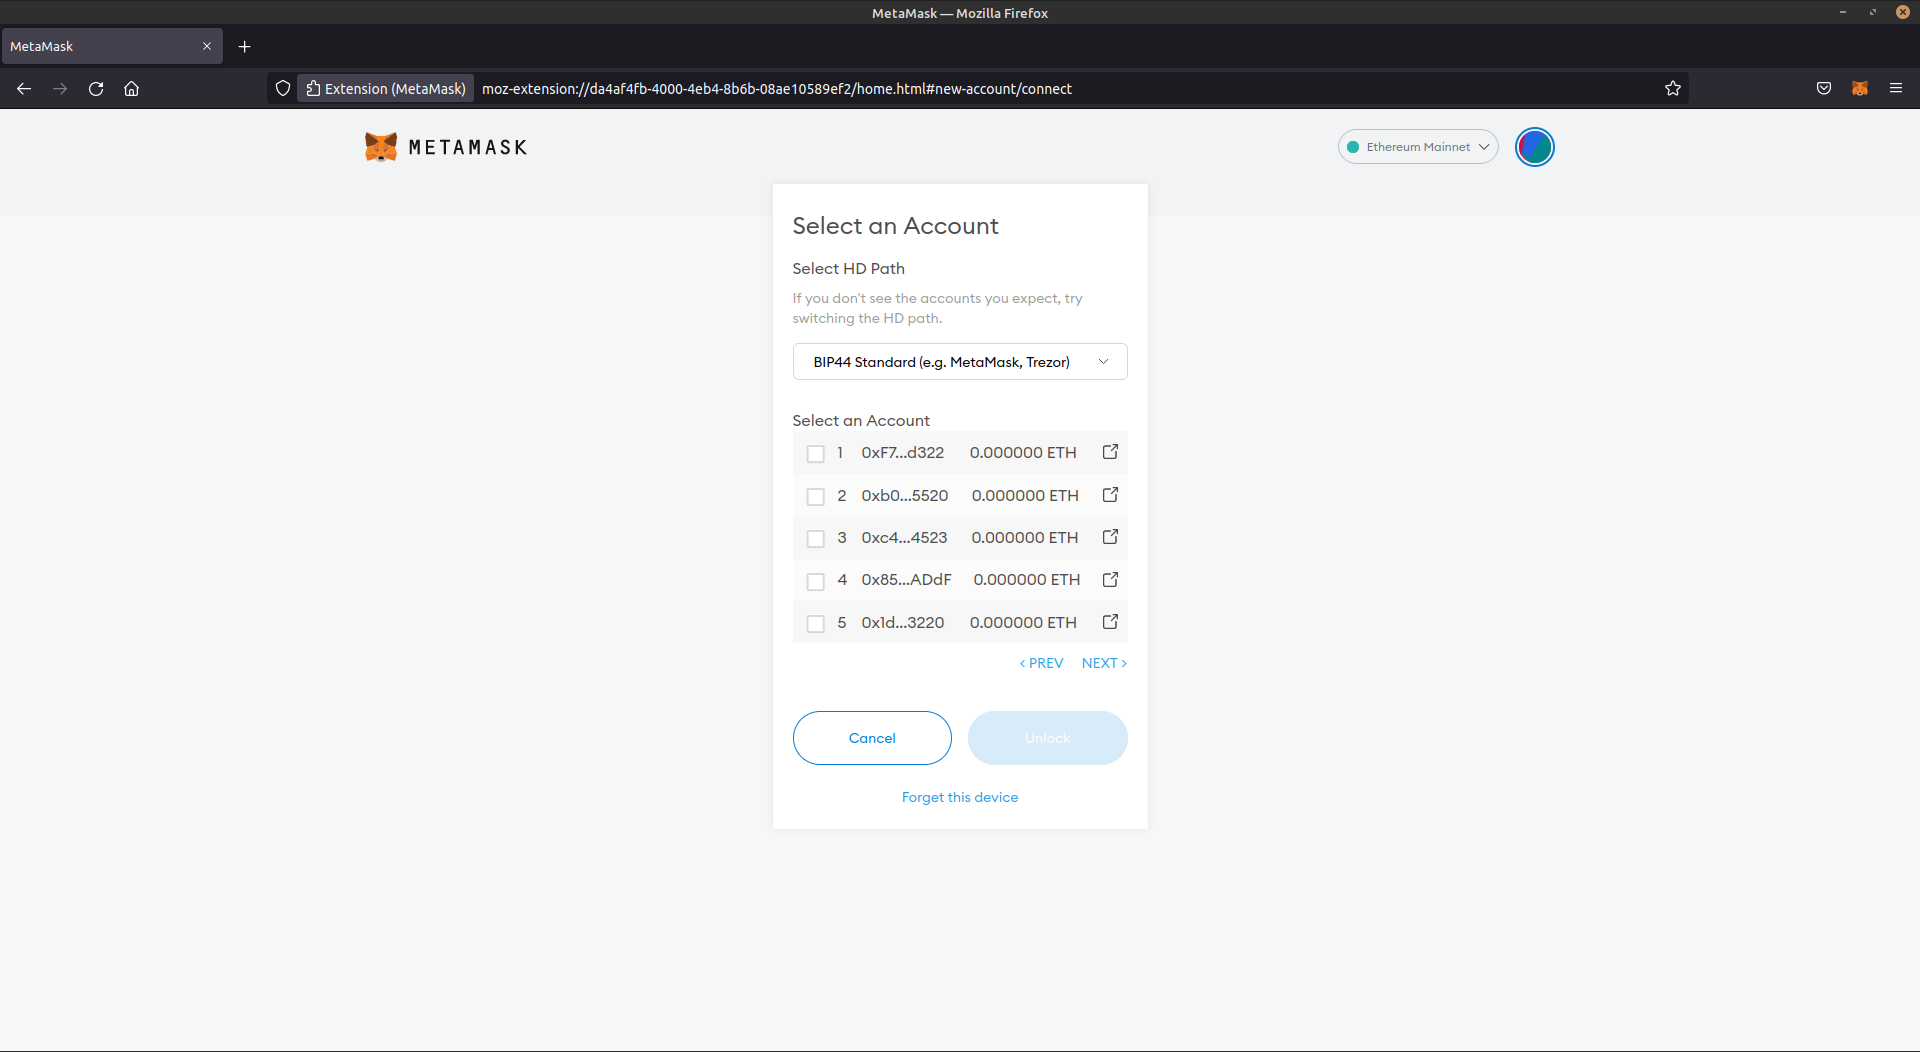 MetaMask — Mozilla Firefox
MetaMask
Extension (MetaMask) moz-extension://da4af4fb-4000-4eb4-8b6b-08ae10589ef2/home.html#new-account/connect
METAMASK
Ethereum Mainnet
Select an Account
Select HD Path
If you don't see the accounts you expect, try
switching the HD path.
BIP44 Standard (e.g. MetaMask, Trezor)
Select an Account
1 0xF7...d322 0.000000 ETH
2 0xb0...5520 0.000000 ETH
3 0xc4...4523 0.000000 ETH
4 0x85...ADdF 0.000000 ETH
5 0x1d...3220 0.000000 ETH
< PREV NEXT >
Cancel Unlock
Forget this device